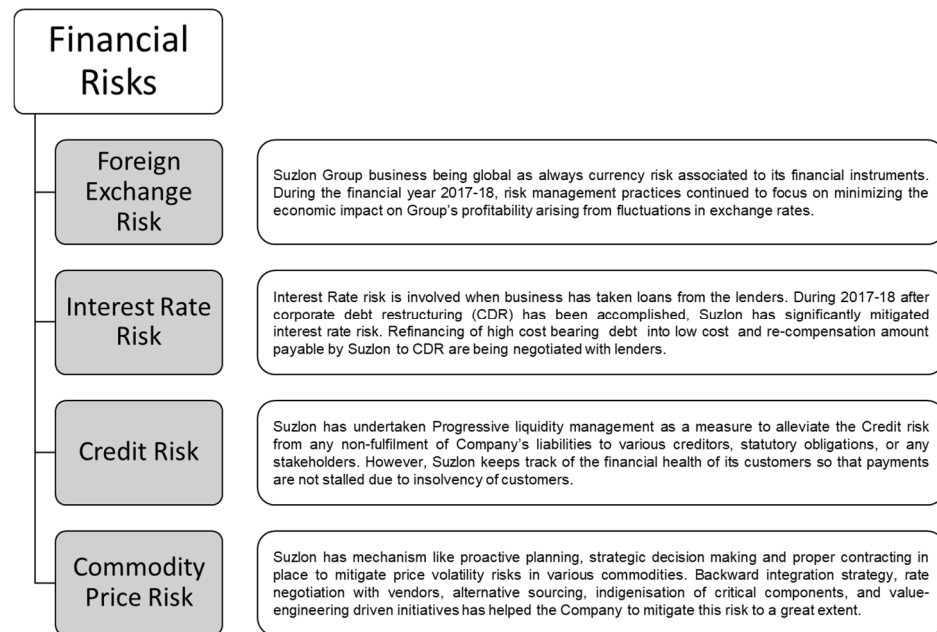 Financial
Risks
Foreign
Exchange
Risk
Suzlon Group business being global as always currency risk associated to its financial instruments.
During the financial year 2017-18, risk management practices continued to focus on minimizing the
economic impact on Group's profitability arising from fluctuations in exchange rates.
Interest Rate
Risk
Interest Rate risk is involved when business has taken loans from the lenders. During 2017-18 after
corporate debt restructuring (CDR) has been accomplished, Suzlon has significantly mitigated
interest rate risk. Refinancing of high cost bearing debt into low cost and re-compensation amount
payable by Suzlon to CDR are being negotiated with lenders.
Credit Risk
Suzlon has undertaken Progressive liquidity management as a measure to alleviate the Credit risk
from any non-fulfilment of Company's liabilities to various creditors, statutory obligations, or any
stakeholders. However, Suzlon keeps track of the financial health of its customers so that payments
are not stalled due to insolvency of customers.
Commodity
Price Risk
Suzlon has mechanism like proactive planning, strategic decision making and proper contracting in
place to mitigate price volatility risks in various commodities. Backward integration strategy, rate
negotiation with vendors, alternative sourcing, indigenisation of critical components, and value-
engineering driven initiatives has helped the Company to mitigate this risk to a great extent.